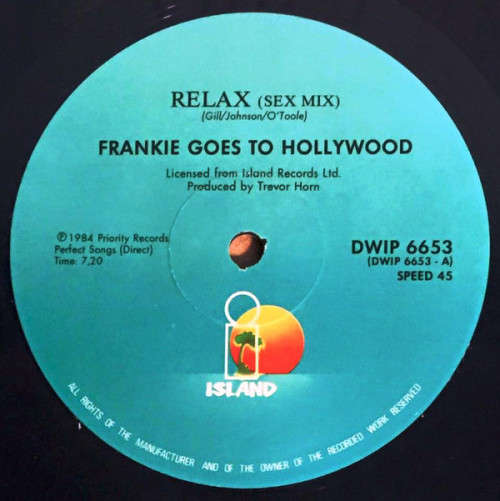 RELAX (SEX MIX)
(Gill/Johnson/O'Toole)
FRANKIE GOES TO HOLLYWOOD
Licensed from Island Records Ltd.
Produced by Trevor Horn
℗ 1984 Priority Records
Perfect Songs (Direct)
Time: 7,20
DWIP 6653
(DWIP 6653 - A)
SPEED 45
i
ISLAND
ALL RIGHTS OF THE MANUFACTURER AND OF THE OWNER OF THE RECORDED WORK RESERVED